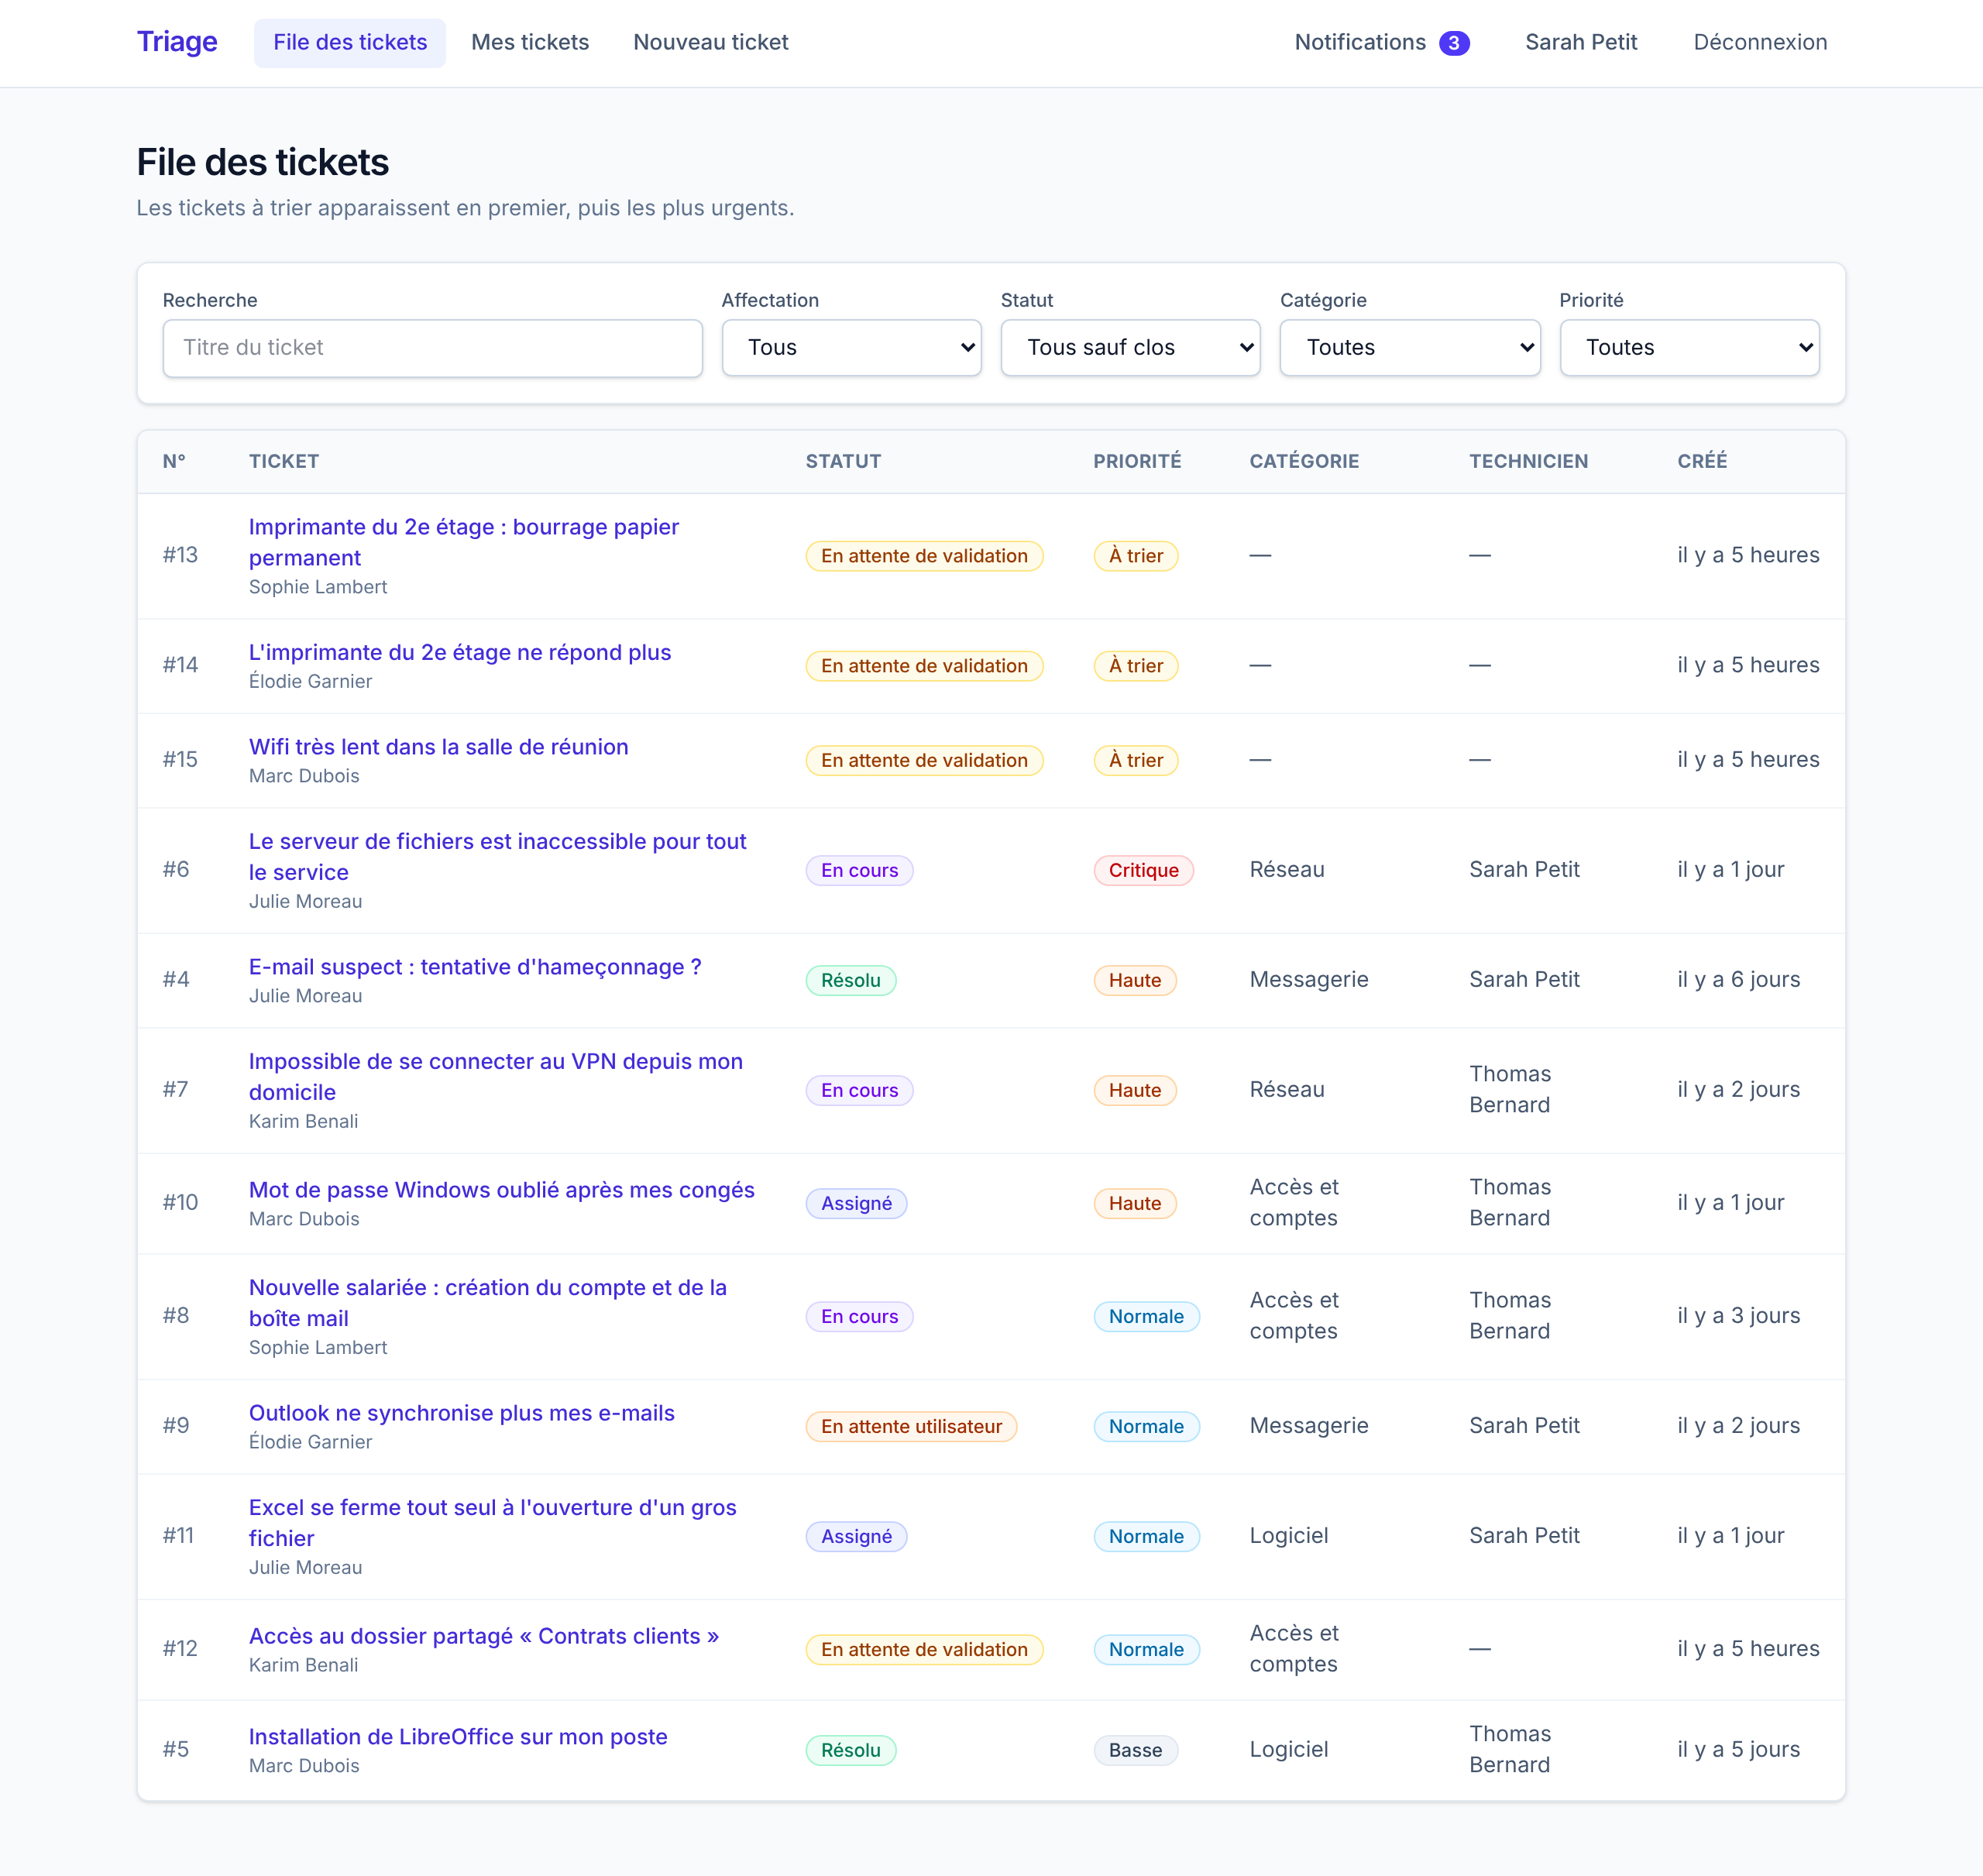 Triage
File des tickets
Mes tickets
Nouveau ticket
Notifications 3
Sarah Petit
Déconnexion
File des tickets
Les tickets à trier apparaissent en premier, puis les plus urgents.
Recherche
Affectation
Statut
Catégorie
Priorité
Titre du ticket
Tous
Tous sauf clos
Toutes
Toutes
N° TICKET STATUT PRIORITÉ CATÉGORIE TECHNICIEN CRÉÉ
#13
Imprimante du 2e étage : bourrage papier
permanent
Sophie Lambert
En attente de validation
À trier
—
—
il y a 5 heures
#14
L'imprimante du 2e étage ne répond plus
Élodie Garnier
En attente de validation
À trier
—
—
il y a 5 heures
#15
Wifi très lent dans la salle de réunion
Marc Dubois
En attente de validation
À trier
—
—
il y a 5 heures
#6
Le serveur de fichiers est inaccessible pour tout
le service
Julie Moreau
En cours
Critique
Réseau
Sarah Petit
il y a 1 jour
#4
E-mail suspect : tentative d'hameçonnage ?
Julie Moreau
Résolu
Haute
Messagerie
Sarah Petit
il y a 6 jours
#7
Impossible de se connecter au VPN depuis mon
domicile
Karim Benali
En cours
Haute
Réseau
Thomas
Bernard
il y a 2 jours
#10
Mot de passe Windows oublié après mes congés
Marc Dubois
Assigné
Haute
Accès et
comptes
Thomas
Bernard
il y a 1 jour
#8
Nouvelle salariée : création du compte et de la
boîte mail
Sophie Lambert
En cours
Normale
Accès et
comptes
Thomas
Bernard
il y a 3 jours
#9
Outlook ne synchronise plus mes e-mails
Élodie Garnier
En attente utilisateur
Normale
Messagerie
Sarah Petit
il y a 2 jours
#11
Excel se ferme tout seul à l'ouverture d'un gros
fichier
Julie Moreau
Assigné
Normale
Logiciel
Sarah Petit
il y a 1 jour
#12
Accès au dossier partagé « Contrats clients »
Karim Benali
En attente de validation
Normale
Accès et
comptes
—
il y a 5 heures
#5
Installation de LibreOffice sur mon poste
Marc Dubois
Résolu
Basse
Logiciel
Thomas
Bernard
il y a 5 jours